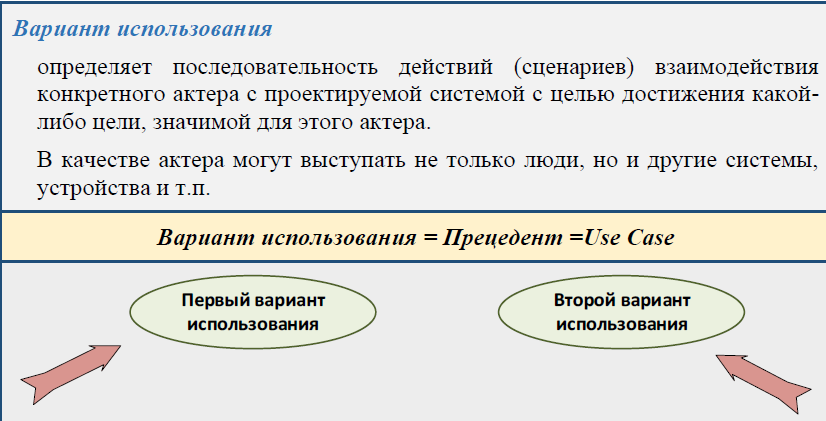 Вариант использования
определяет последовательность действий (сценариев) взаимодействия
конкретного актера с проектируемой системой с целью достижения какой-
либо цели, значимой для этого актера.
В качестве актера могут выступать не только люди, но и другие системы,
устройства и т.п.
Вариант использования = Прецедент =Use Case
Первый вариант
использования
Второй вариант
использования